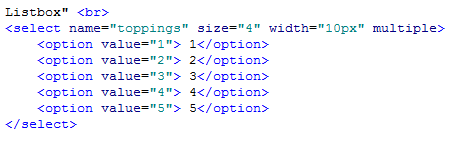 Listbox" <br>
<select name="toppings" size="4" width="10px" multiple>
    <option value="1"> 1</option>
    <option value="2"> 2</option>
    <option value="3"> 3</option>
    <option value="4"> 4</option>
    <option value="5"> 5</option>
</select>